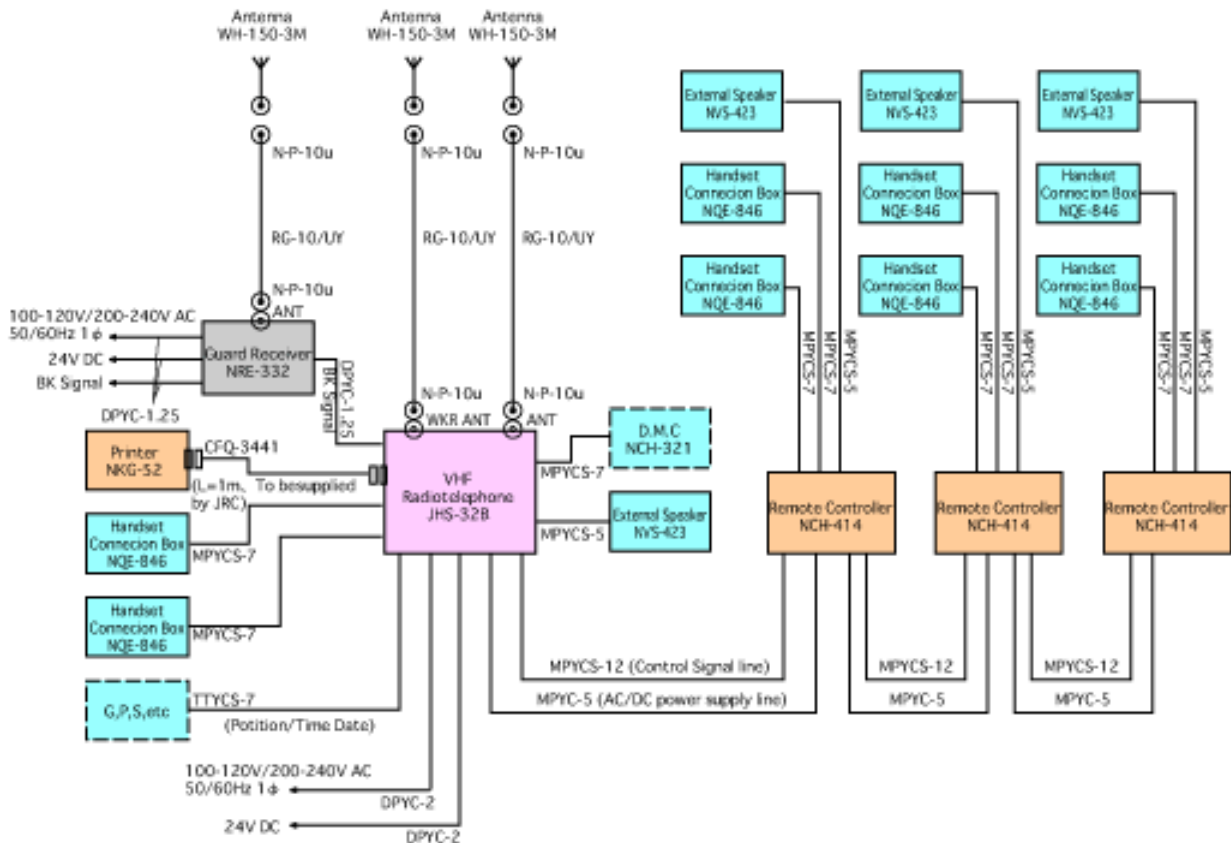 Antenna
WH-150-3M
Antenna
WH-150-3M
Antenna
WH-150-3M
N-P-10u
N-P-10u
N-P-10u
RG-10/UY
RG-10/UY
RG-10/UY
N-P-10u
ANT
100-120V/200-240V AC
50/60Hz 1ϕ
24V DC
BK Signal
DPYC-1.25
Guard Receiver
NRE-332
DPYC-1.25
BK Signal
N-P-10u
WKR ANT
N-P-10u
ANT
External Speaker
NVS-423
External Speaker
NVS-423
External Speaker
NVS-423
Handset
Connecion Box
NQE-846
Handset
Connecion Box
NQE-846
Handset
Connecion Box
NQE-846
Handset
Connecion Box
NQE-846
Handset
Connecion Box
NQE-846
Handset
Connecion Box
NQE-846
MPYCS-7
MPYCS-7
MPYCS-5
MPYCS-7
MPYCS-7
MPYCS-5
MPYCS-7
MPYCS-7
MPYCS-5
Printer
NKG-52
CFQ-3441
(L=1m、 To besupplied
by JRC)
VHF
Radiotelephone
JHS-32B
D.M.C
NCH-321
MPYCS-7
External Speaker
NVS-423
MPYCS-5
Remote Controller
NCH-414
Remote Controller
NCH-414
Remote Controller
NCH-414
Handset
Connecion Box
NQE-846
MPYCS-7
Handset
Connecion Box
NQE-846
MPYCS-7
G,P,S,etc
TTYCS-7
(Potition/Time Date)
MPYCS-12 (Control Signal line)
MPYC-5 (AC/DC power supply line)
MPYCS-12
MPYC-5
MPYCS-12
MPYC-5
100-120V/200-240V AC
50/60Hz 1ϕ
DPYC-2
24V DC
DPYC-2